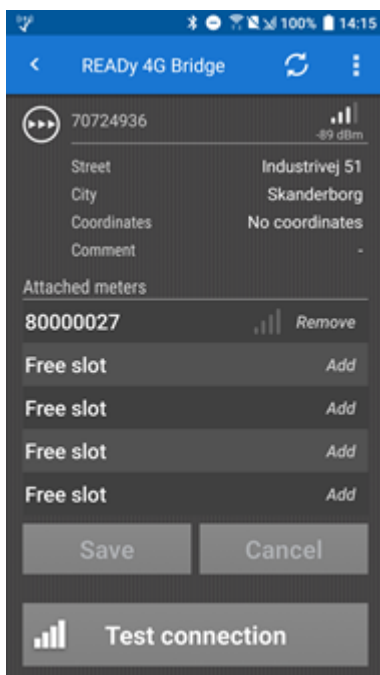 100% 14:15
READy 4G Bridge
70724936
-89 dBm
Street Industrivej 51
City Skanderborg
Coordinates No coordinates
Comment -
Attached meters
80000027 Remove
Free slot Add
Free slot Add
Free slot Add
Free slot Add
Save Cancel
Test connection